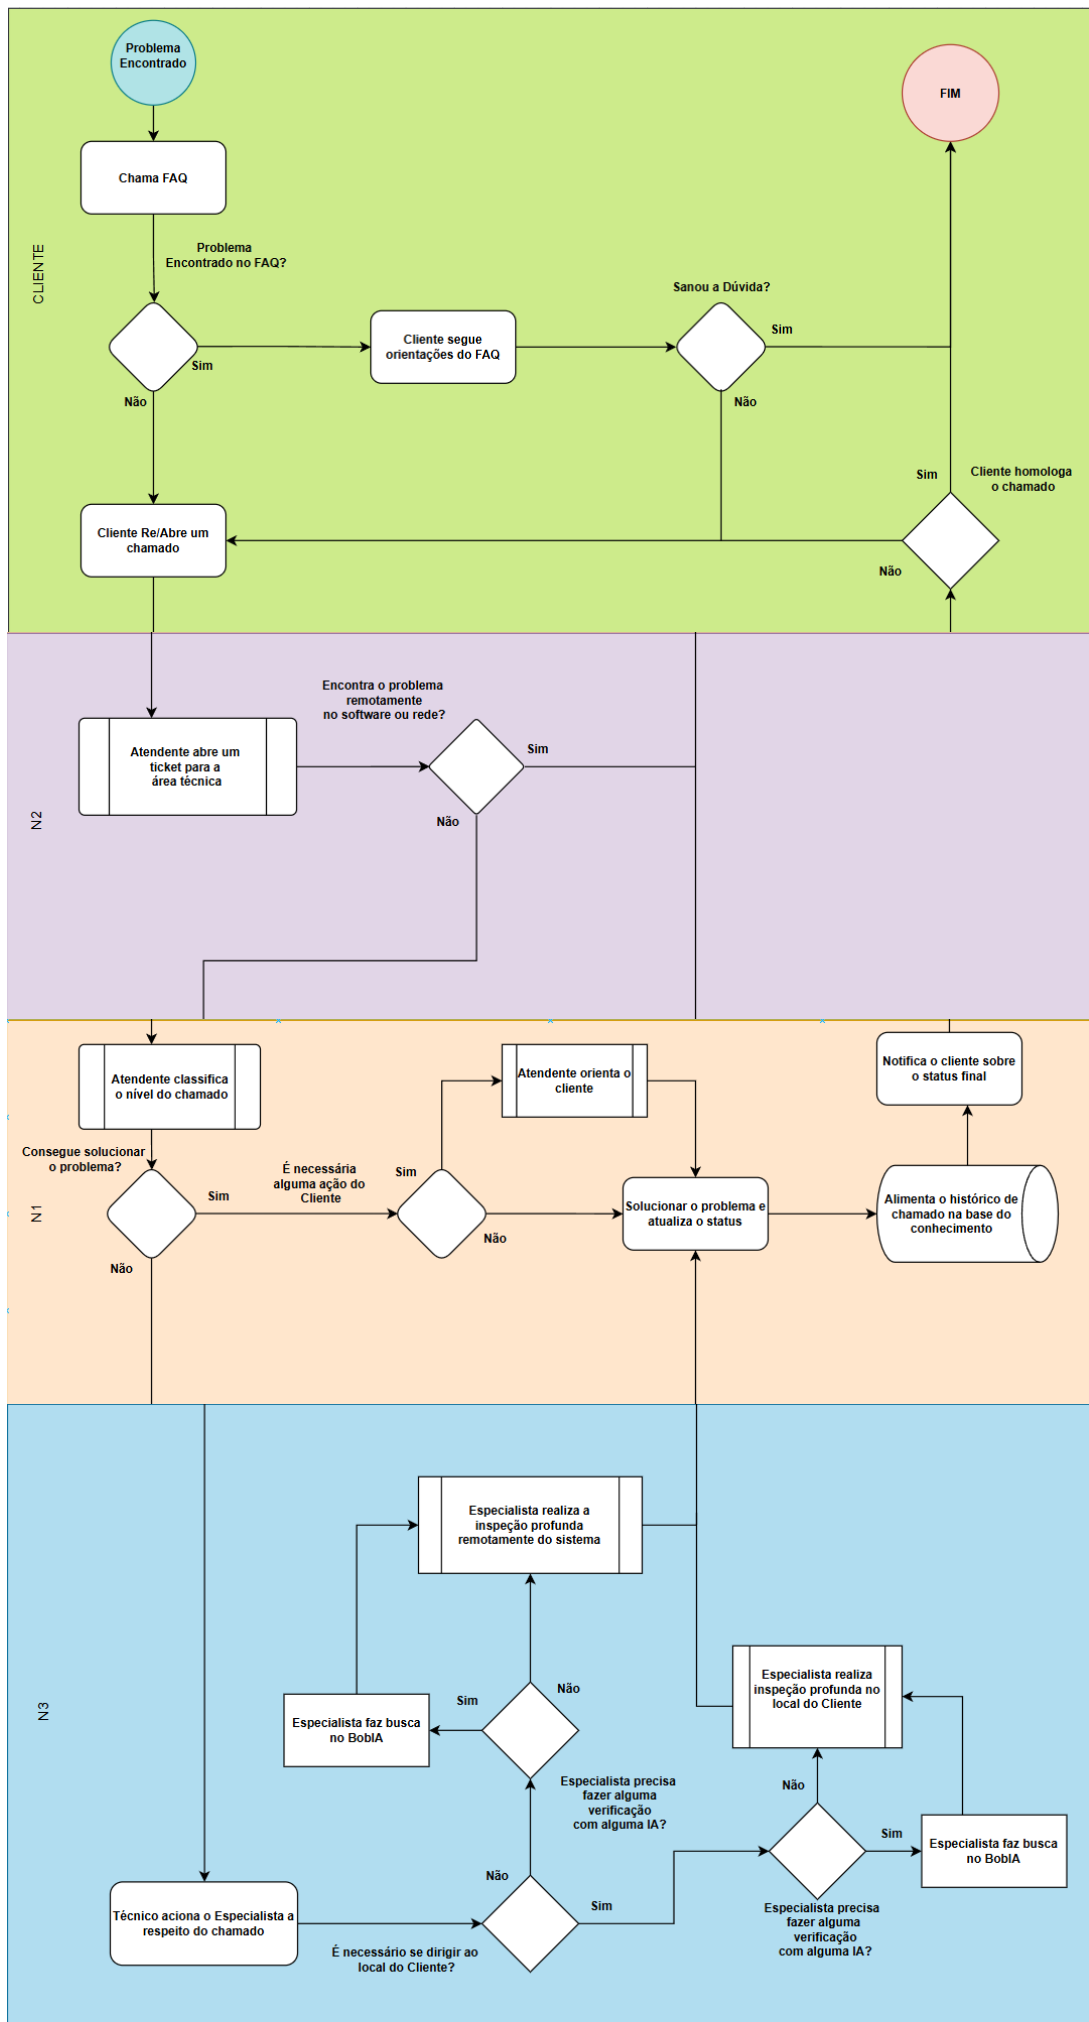 Problema
Encontrado
FIM
Chama FAQ
CLIENTE
Problema
Encontrado no FAQ?
Sanou a Dúvida?
Sim
Cliente segue
orientações do FAQ
Sim
Não
Não
Sim
Cliente homologa
o chamado
Cliente Re/Abre um
chamado
Não
N2
Encontra o problema
remotamente
no software ou rede?
Atendente abre um
ticket para a
área técnica
Sim
Não
N1
Atendente classifica
o nível do chamado
Atendente orienta o
cliente
Notifica o cliente sobre
o status final
Consegue solucionar
o problema?
Sim
É necessária
alguma ação do
Cliente
Sim
Não
Solucionar o problema e
atualiza o status
Alimenta o histórico de
chamado na base do
conhecimento
Não
N3
Especialista realiza a
inspeção profunda
remotamente do sistema
Especialista realiza
inspeção profunda no
local do Cliente
Especialista faz busca
no BobIA
Sim
Não
Especialista precisa
fazer alguma
verificação
com alguma IA?
Não
Sim
Especialista faz busca
no BobIA
Técnico aciona o Especialista a
respeito do chamado
Não
Sim
É necessário se dirigir ao
local do Cliente?
Especialista precisa
fazer alguma
verificação
com alguma IA?